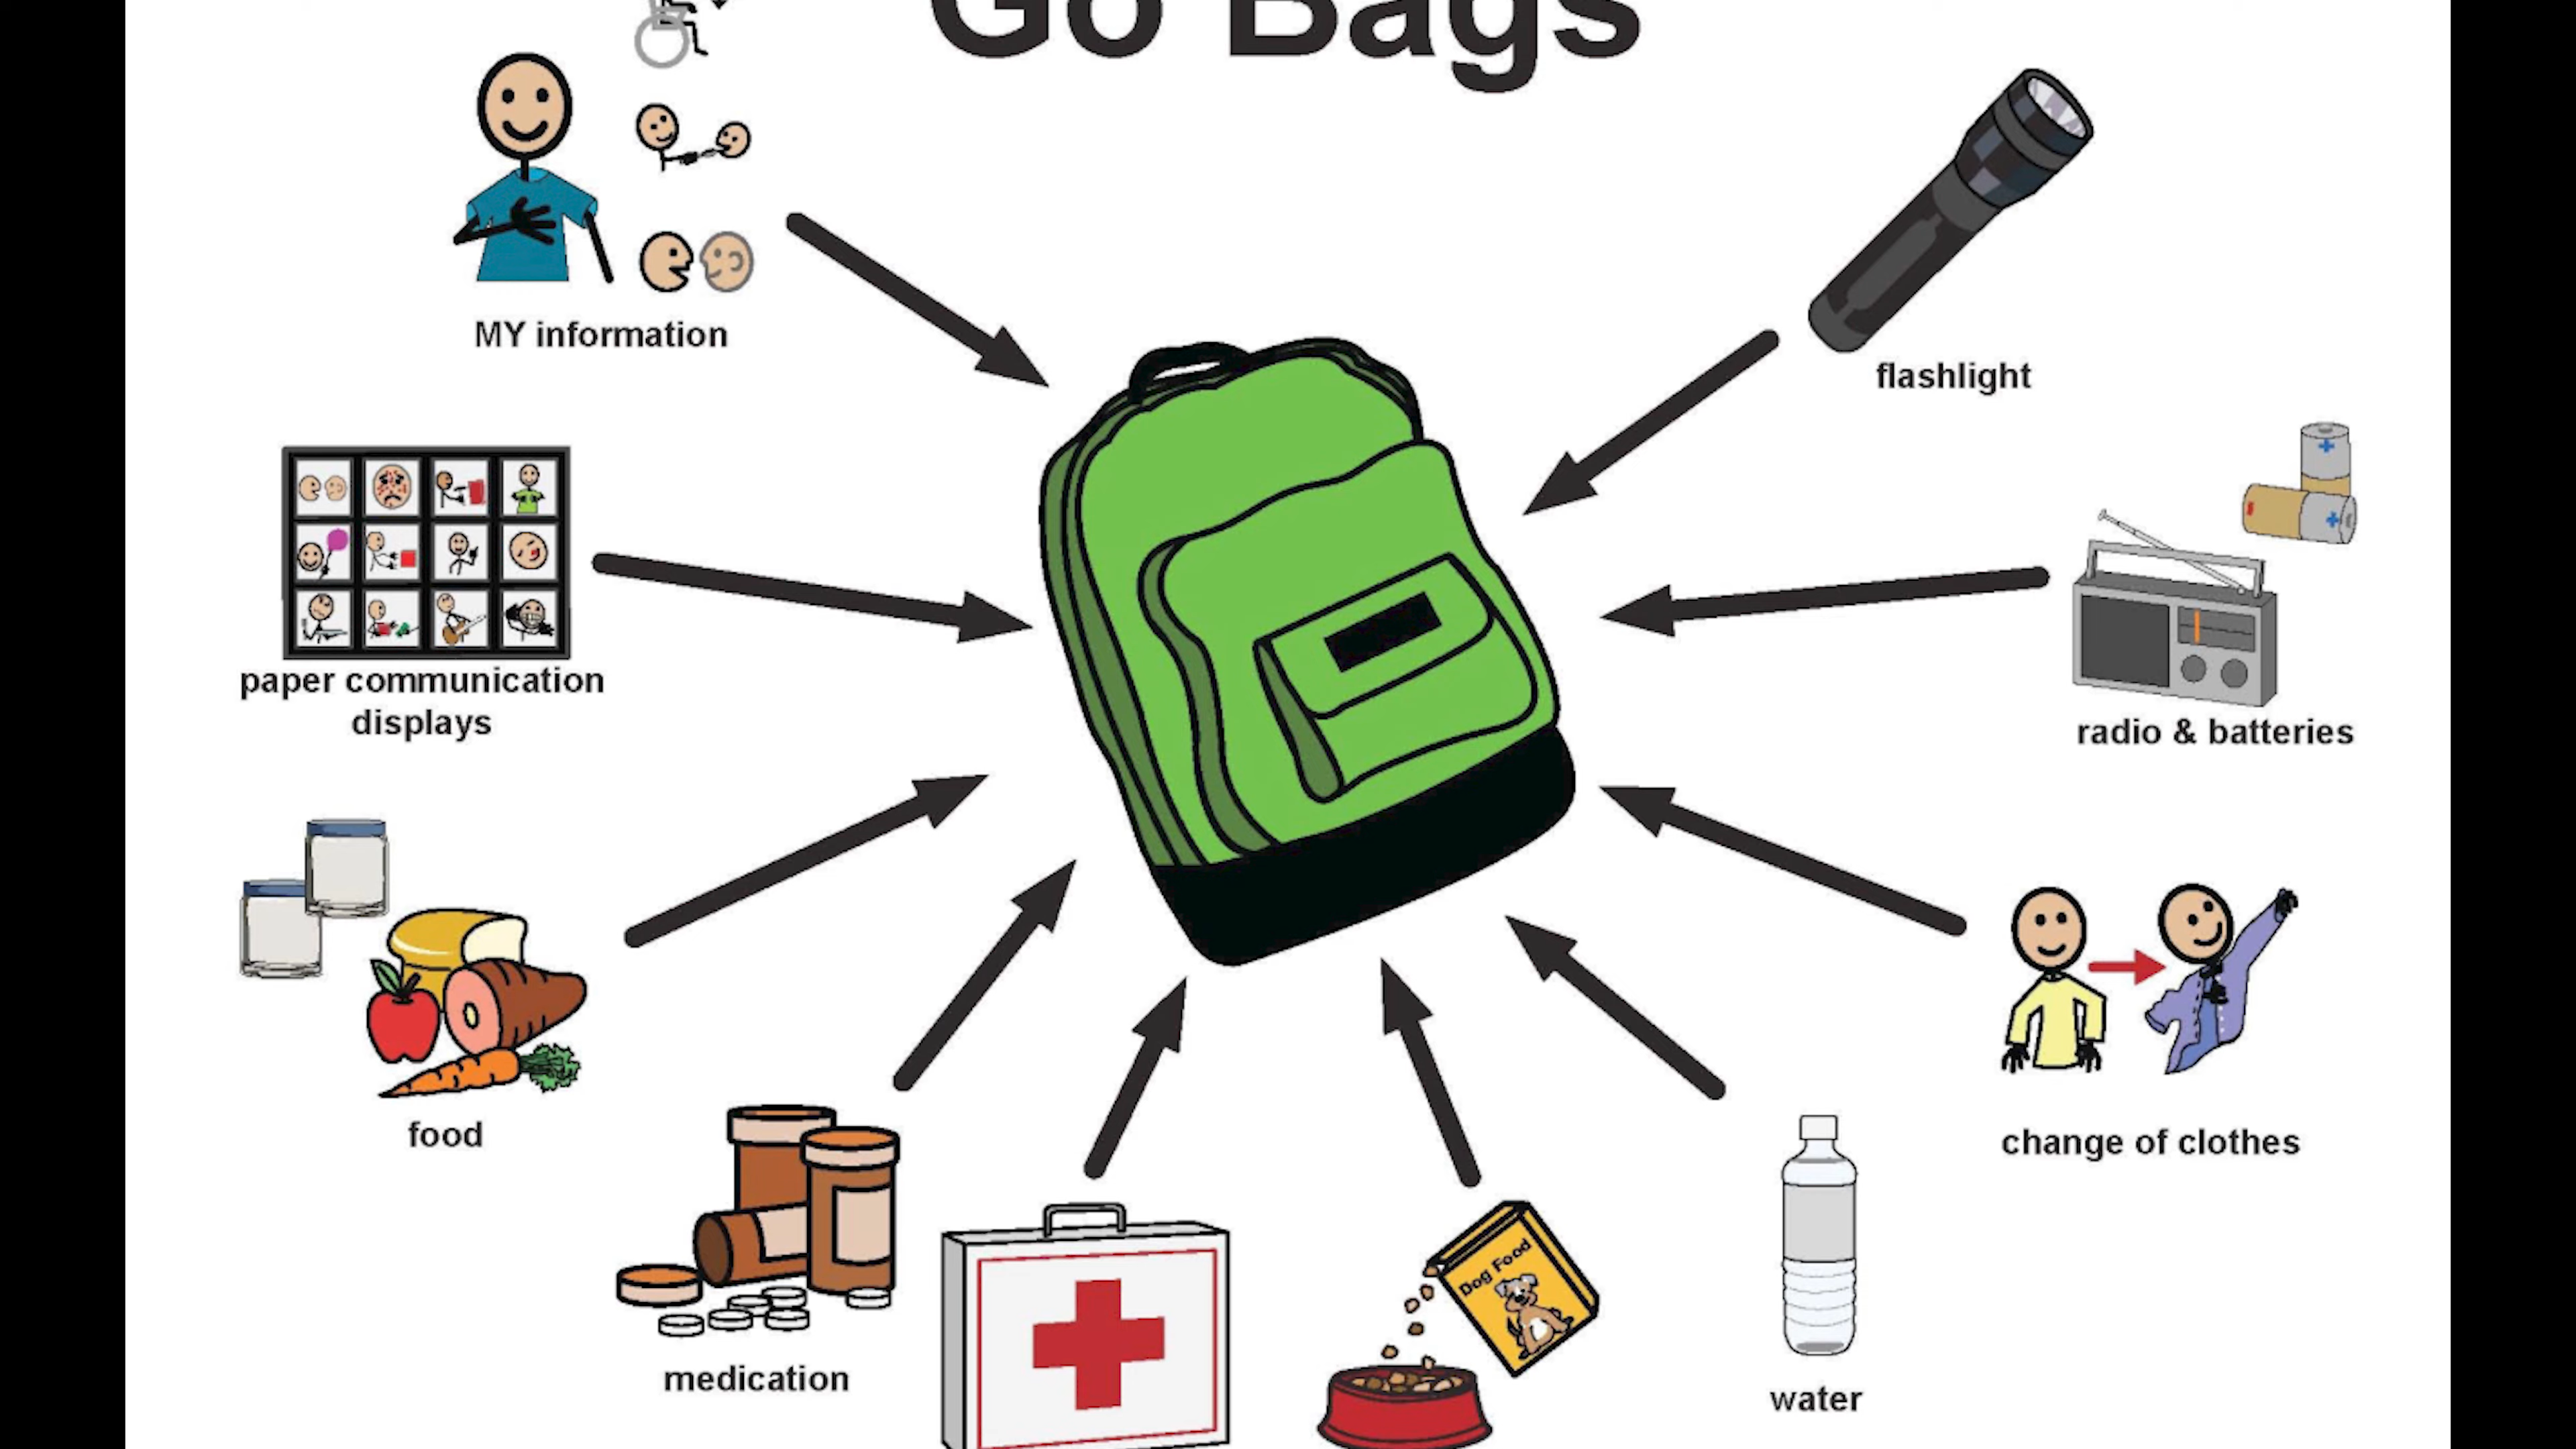 Go Bags
MY information
flashlight
paper communication
displays
radio & batteries
food
change of clothes
Dog Food
medication
water